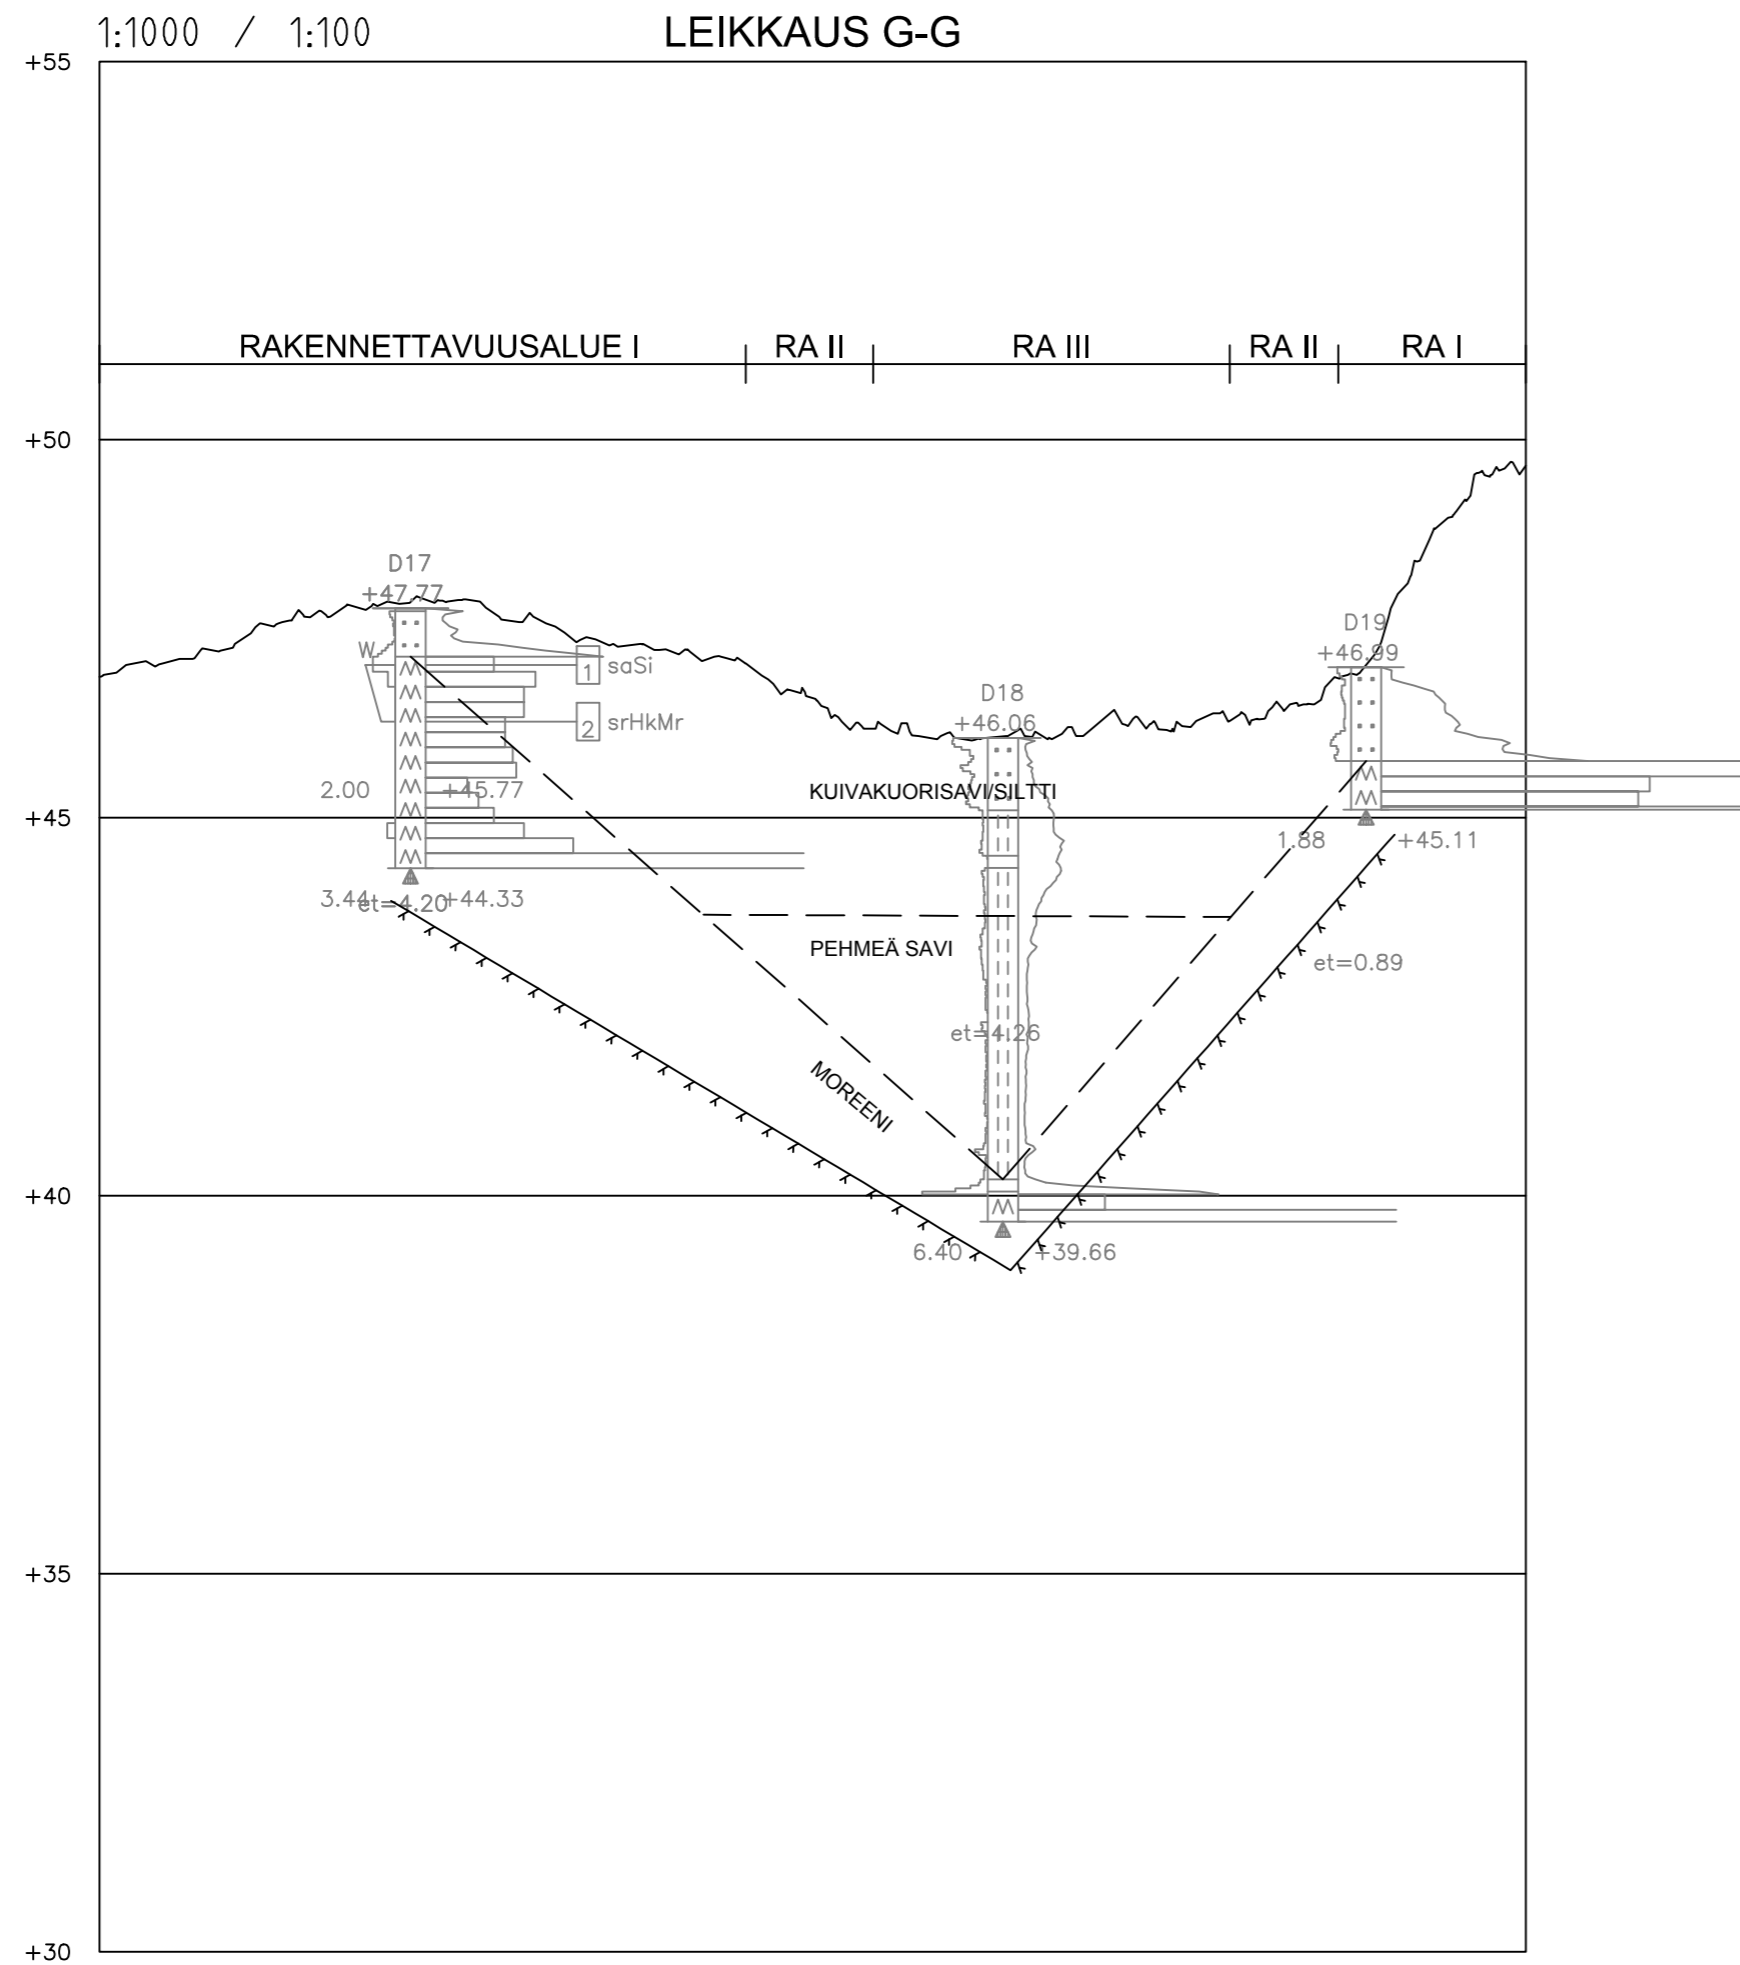 1:1000 / 1:100 LEIKKAUS G-G
+55
RAKENNETTAVUUSALUE I RA II RA III RA II RA I
+50
D17
+47.77
D19
+46.99
W
1 saSi
D18
+46.06
2 srHkMr
2.00 +45.77
KUIVAKUORISAVI/SILTTI
+45
1.88 +45.11
3.44 et=4.20 +44.33
PEHMEÄ SAVI
et=0.89
et=4.26
MOREENI
+40
6.40 +39.66
+35
+30